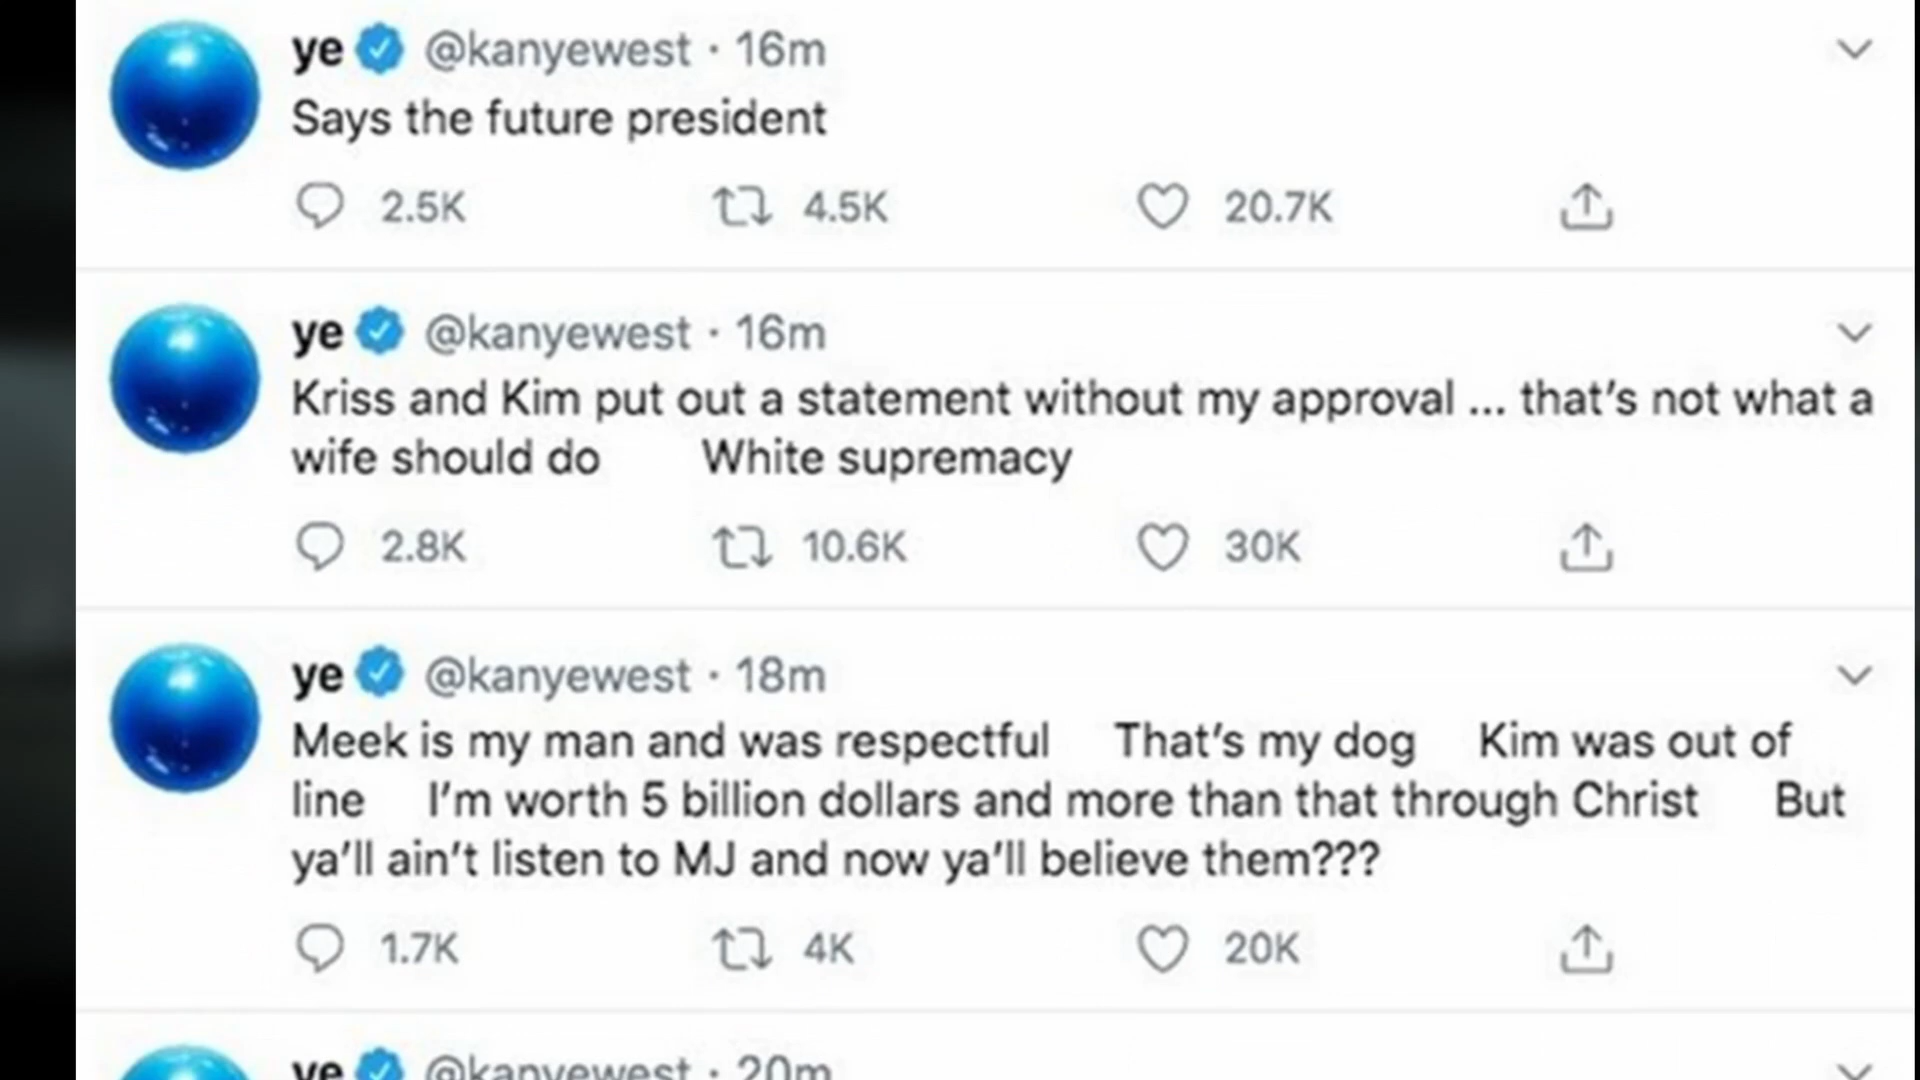 ye @kanyewest · 16m
Says the future president
2.5K 4.5K 20.7K
ye @kanyewest · 16m
Kriss and Kim put out a statement without my approval ... that's not what a
wife should do White supremacy
2.8K 10.6K 30K
ye @kanyewest · 18m
Meek is my man and was respectful That's my dog Kim was out of
line I'm worth 5 billion dollars and more than that through Christ But
ya'll ain't listen to MJ and now ya'll believe them???
1.7K 4K 20K
ye @kanyewest · 20m